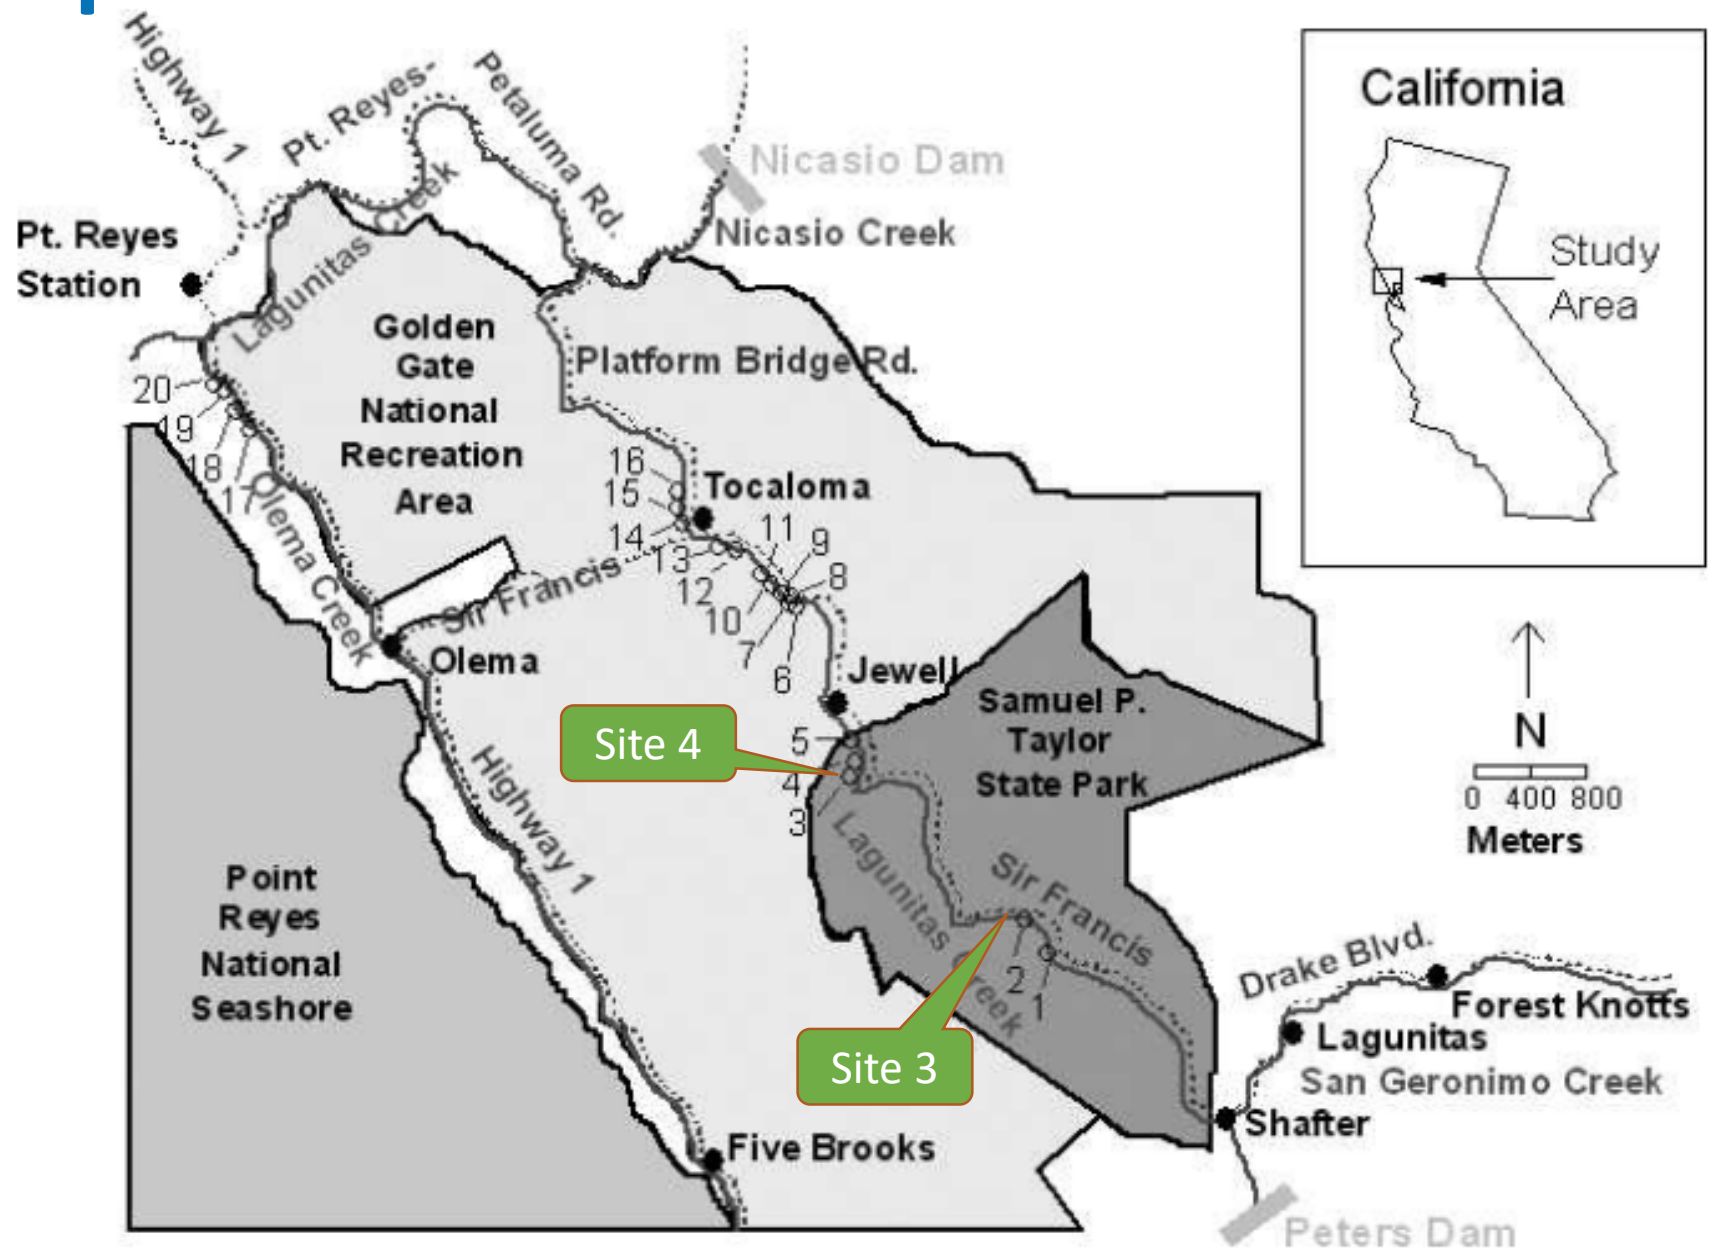 Highway 1
Pt. Reyes-
Petaluma Rd.
Nicasio Dam
Nicasio Creek
Pt. Reyes
Station
Lagunitas Creek
Golden
Gate
National
Recreation
Area
Platform Bridge Rd.
20
19
18
17
Olema Creek
16
15
14
13
12
11
10
9
8
7
6
Tocaloma
Sir Francis
Olema
Jewell
Samuel P.
Taylor
State Park
Site 4
5
4
3
Highway 1
Lagunitas Creek
Sir Francis
Drake Blvd.
2
1
Site 3
Point
Reyes
National
Seashore
Forest Knotts
Lagunitas
San Geronimo Creek
Shafter
Five Brooks
Peters Dam
California
Study
Area
N
0 400 800
Meters